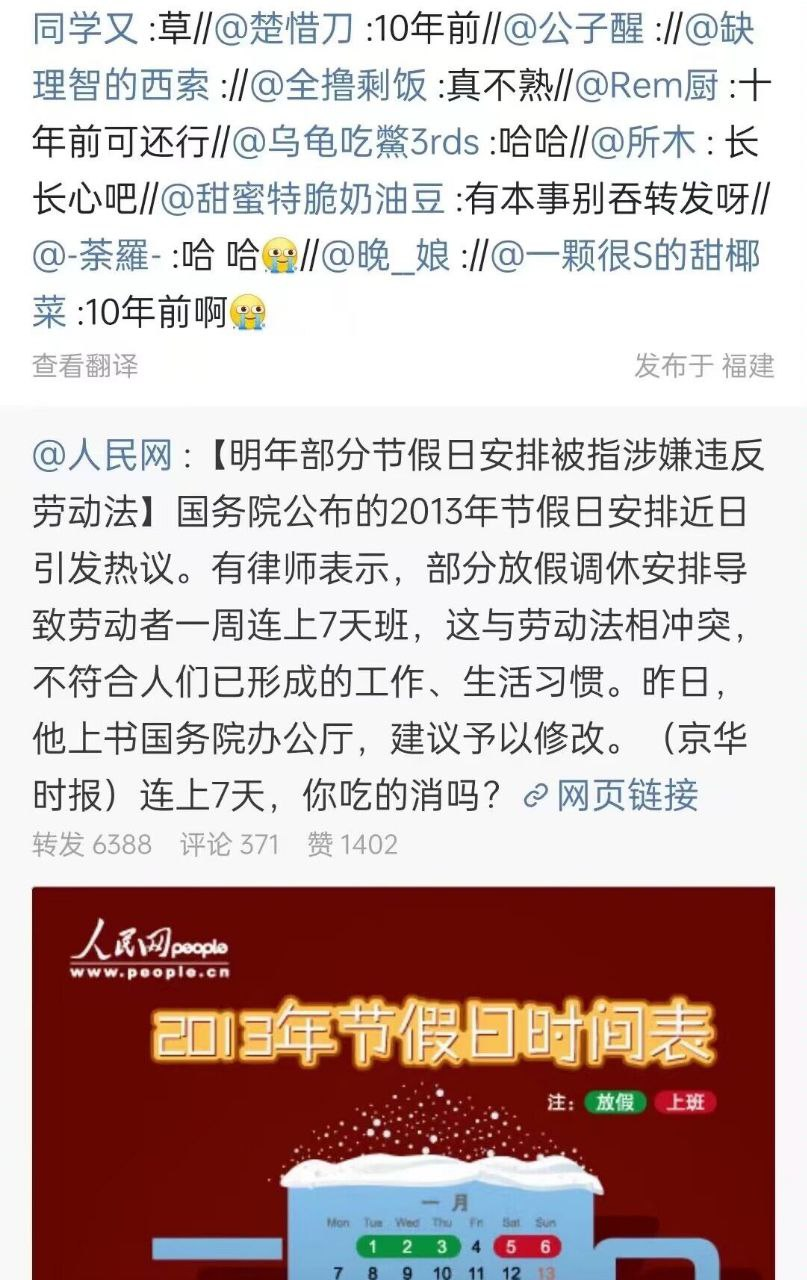 同学又 :草//@楚惜刀 :10年前//@公子醒 ://@缺
理智的西索 ://@全撸剩饭 :真不熟//@Rem厨 :十
年前可还行//@乌龟吃鱉3rds :哈哈//@所木 : 长
长心吧//@甜蜜特脆奶油豆 :有本事别吞转发呀//
@-荼羅- :哈 哈//@晚_娘 ://@一颗很S的甜椰
菜 :10年前啊
查看翻译 发布于 福建
@人民网 :【明年部分节假日安排被指涉嫌违反
劳动法】国务院公布的2013年节假日安排近日
引发热议。有律师表示，部分放假调休安排导
致劳动者一周连上7天班，这与劳动法相冲突，
不符合人们已形成的工作、生活习惯。昨日，
他上书国务院办公厅，建议予以修改。（京华
时报）连上7天，你吃的消吗？ 网页链接
转发 6388 评论 371 赞 1402
人民网 people
www.people.cn
2013年节假日时间表
注： 放假 上班
一 月
Mon Tue Wed Thu Fri Sat Sun
1 2 3 4 5 6
7 8 9 10 11 12 13